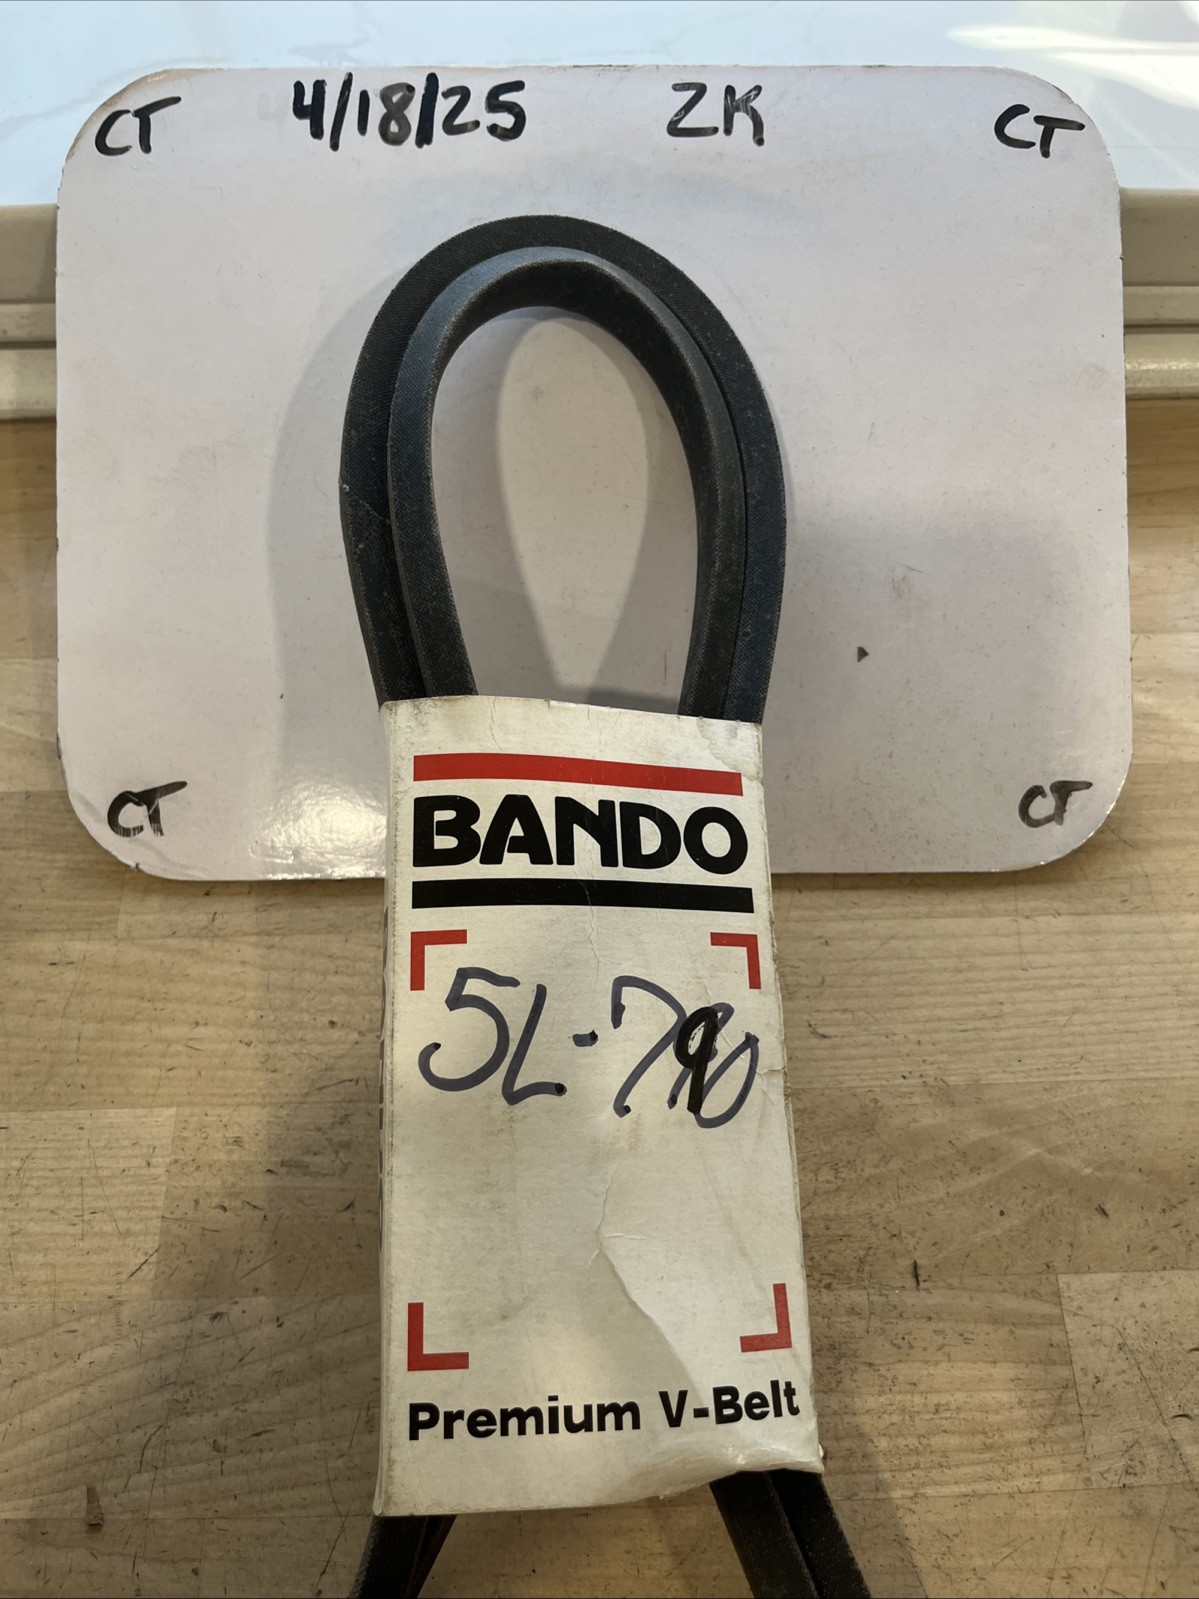 CT 4/18/25 ZK CT
CT CT
BANDO
5L-790
Premium V-Belt